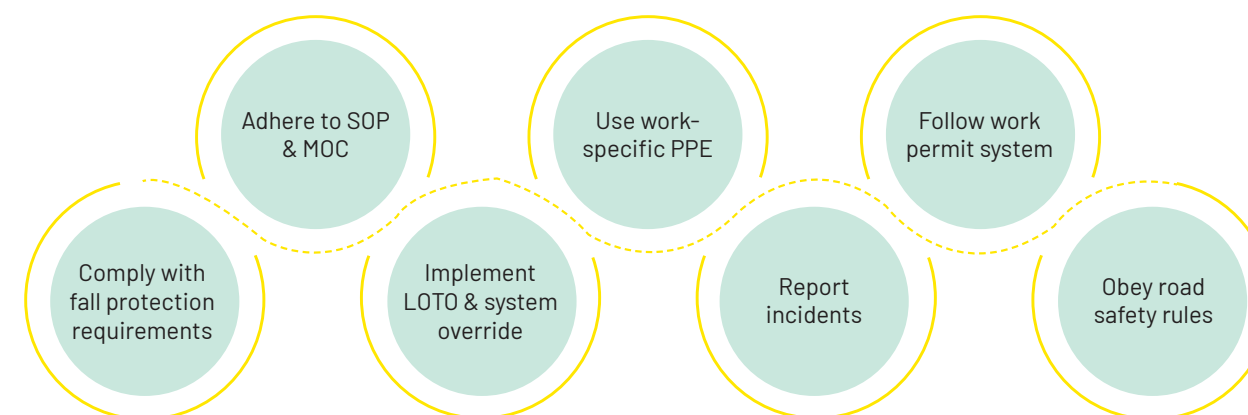 Adhere to SOP
& MOC
Use work-
specific PPE
Follow work
permit system
Comply with
fall protection
requirements
Implement
LOTO & system
override
Report
incidents
Obey road
safety rules